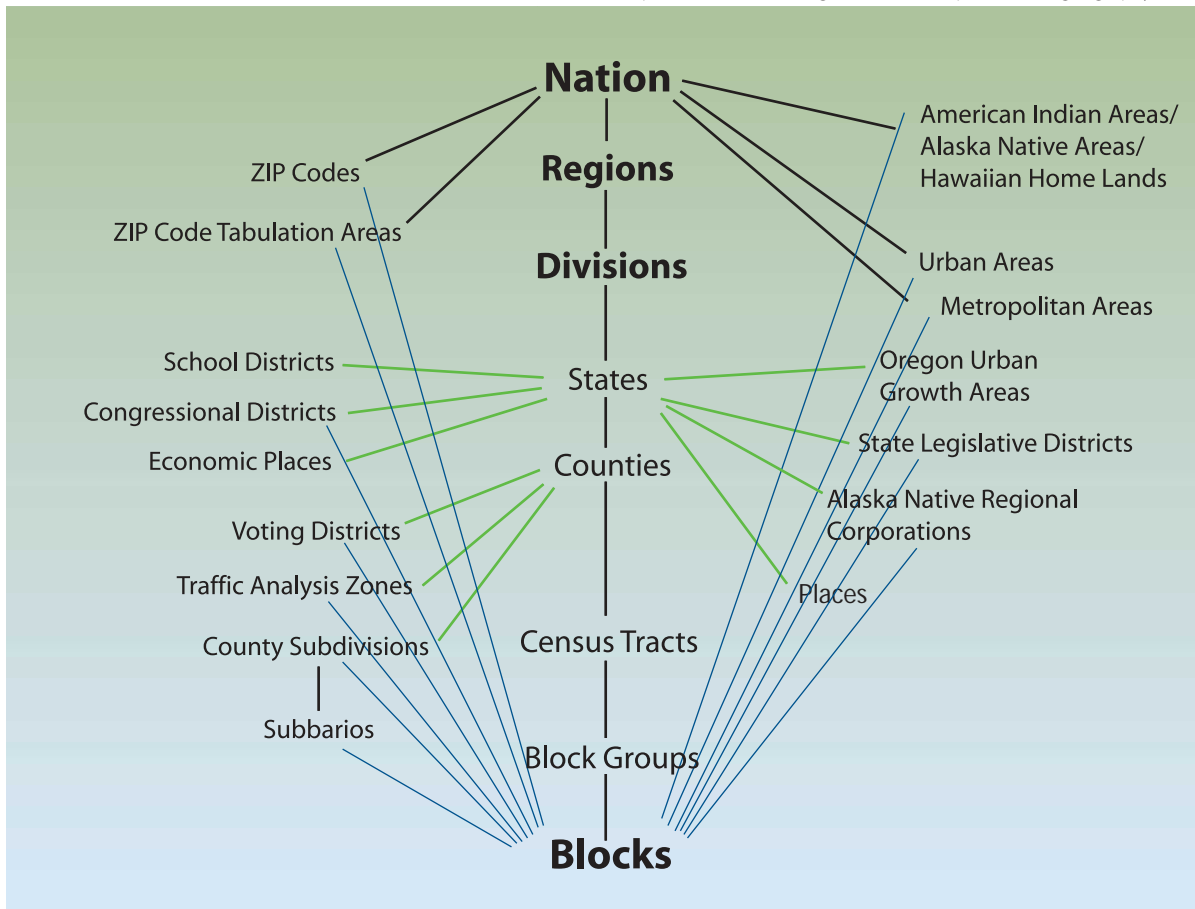 Nation
American Indian Areas/
Alaska Native Areas/
Hawaiian Home Lands
ZIP Codes
Regions
ZIP Code Tabulation Areas
Divisions
Urban Areas
Metropolitan Areas
School Districts
States
Oregon Urban
Growth Areas
Congressional Districts
Economic Places
Counties
State Legislative Districts
Alaska Native Regional
Corporations
Voting Districts
Traffic Analysis Zones
Places
County Subdivisions
Census Tracts
Subbarios
Block Groups
Blocks